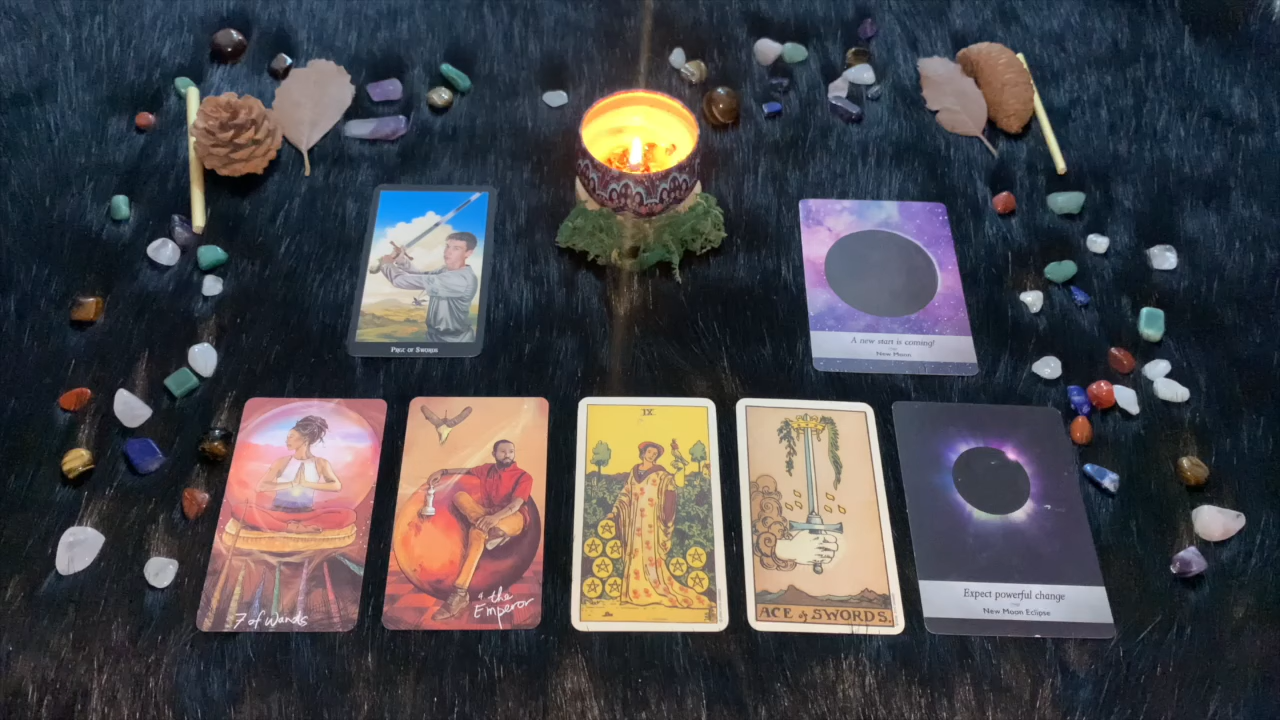 Page of Swords
A new start is coming!
New Moon
7 of Wands
4 the
Emperor
IX
ACE of SWORDS.
Expect powerful change
New Moon Eclipse